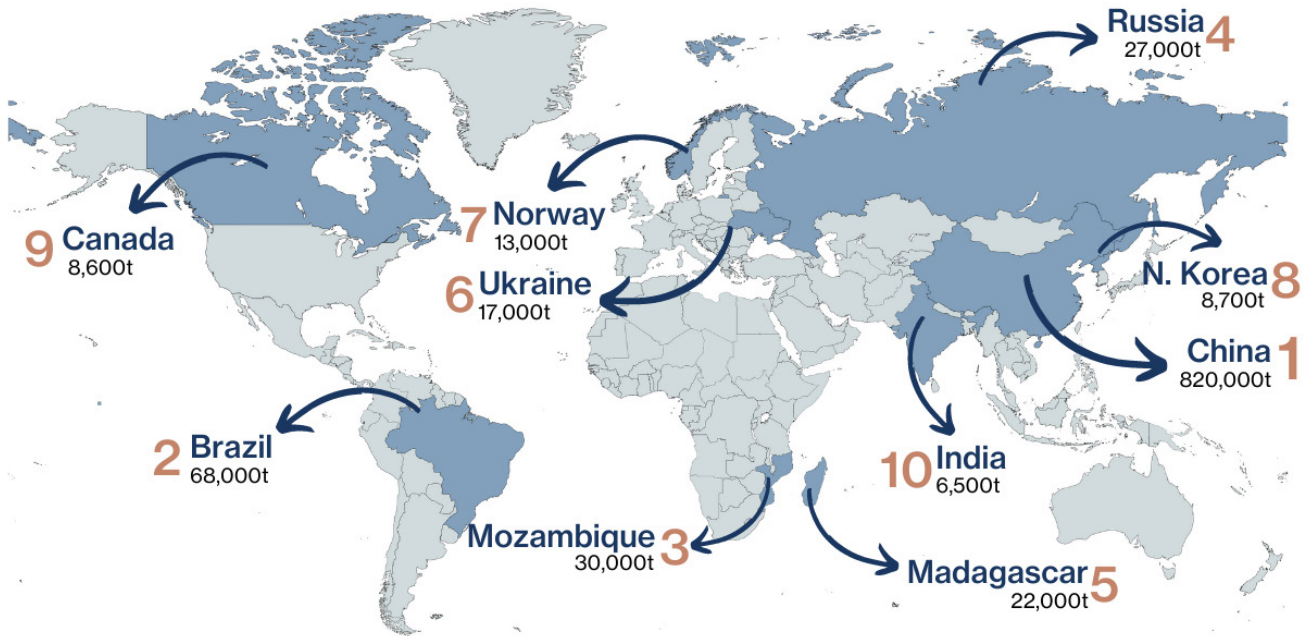 Russia 4
27,000t
7 Norway
13,000t
9 Canada
8,600t
6 Ukraine
17,000t
N. Korea 8
8,700t
China 1
820,000t
2 Brazil
68,000t
10 India
6,500t
Mozambique 3
30,000t
Madagascar 5
22,000t